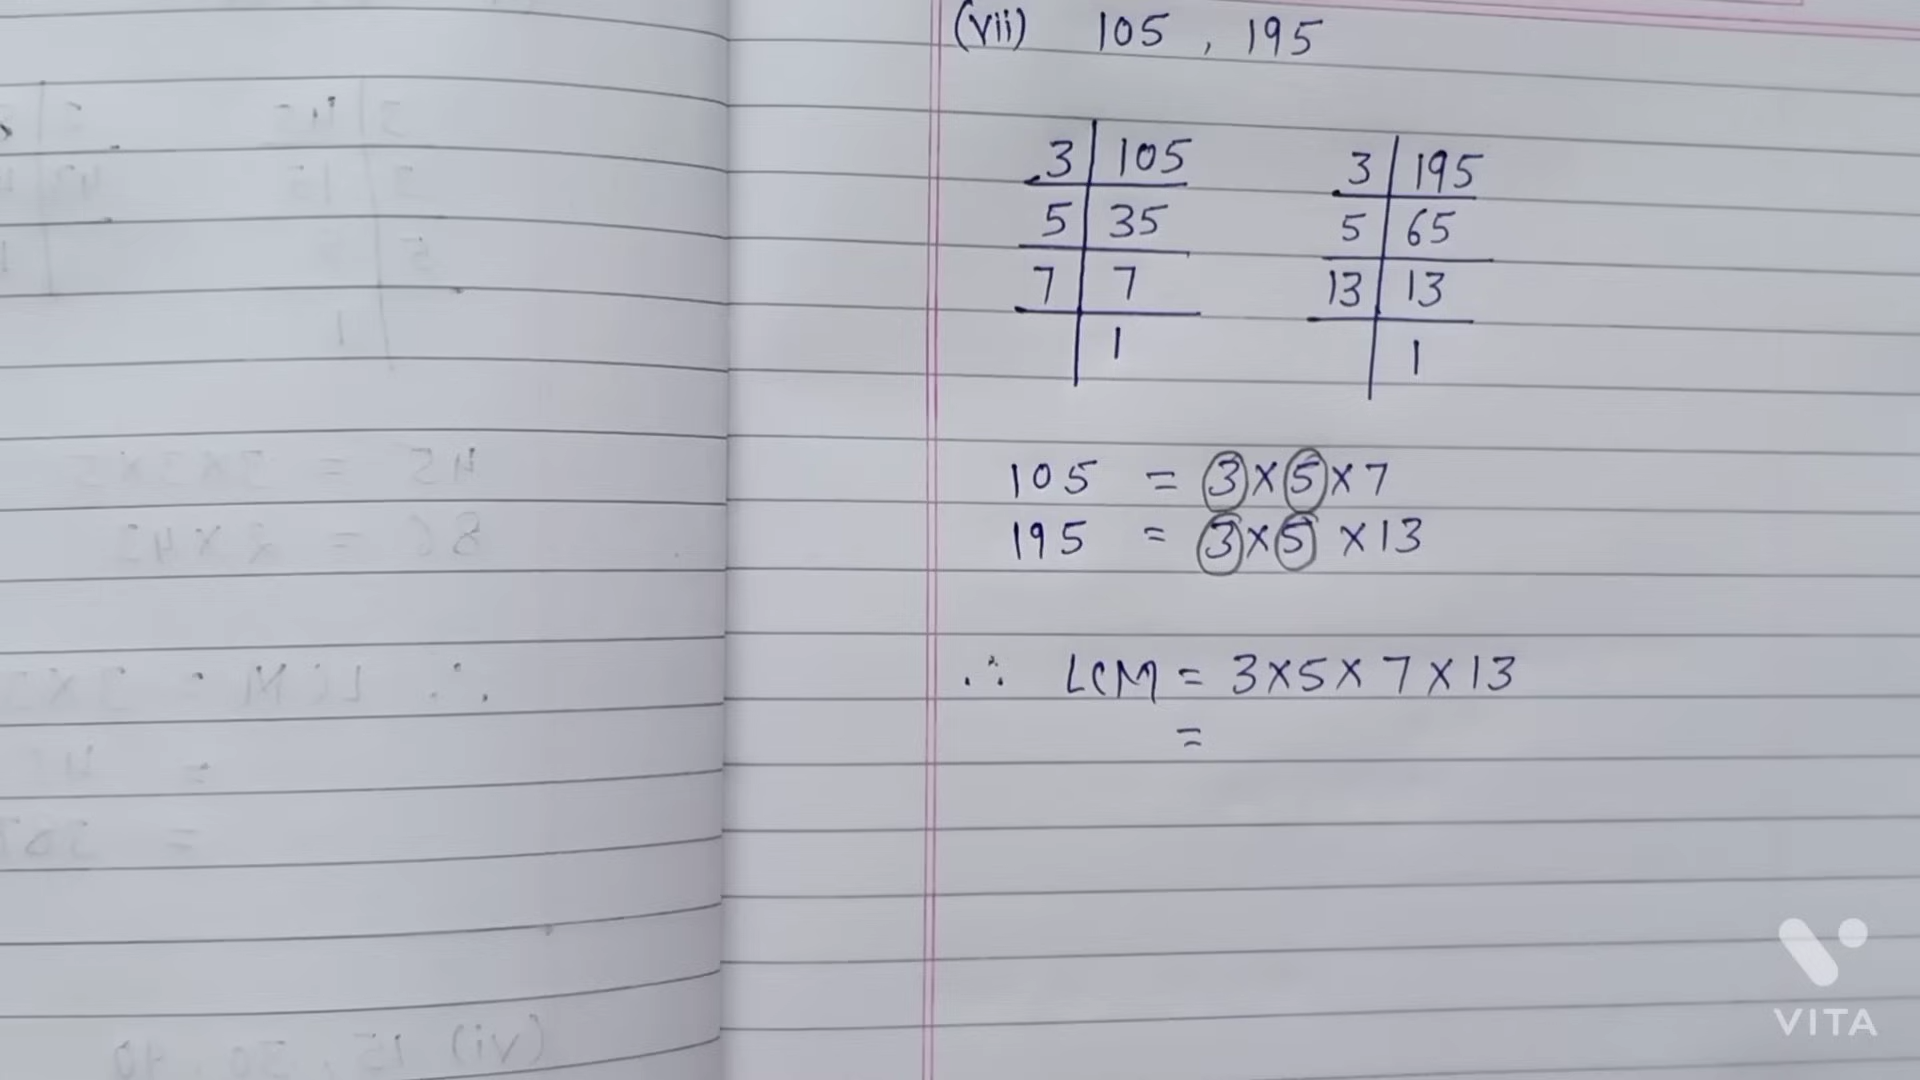 (vii) 105 , 195
3 | 105
5 | 35
7 | 7
1
3 | 195
5 | 65
13 | 13
1
105 = 3×5×7
195 = 3×5 ×13
∴ LCM = 3×5×7×13
=
VITA